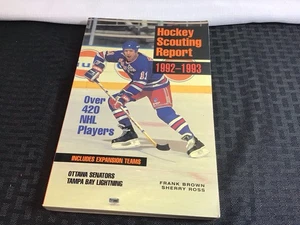 Hockey
Scouting
Report
1992-1993
Over
420
NHL
Players
INCLUDES EXPANSION TEAMS
OTTAWA SENATORS
TAMPA BAY LIGHTNING
FRANK BROWN
SHERRY ROSS